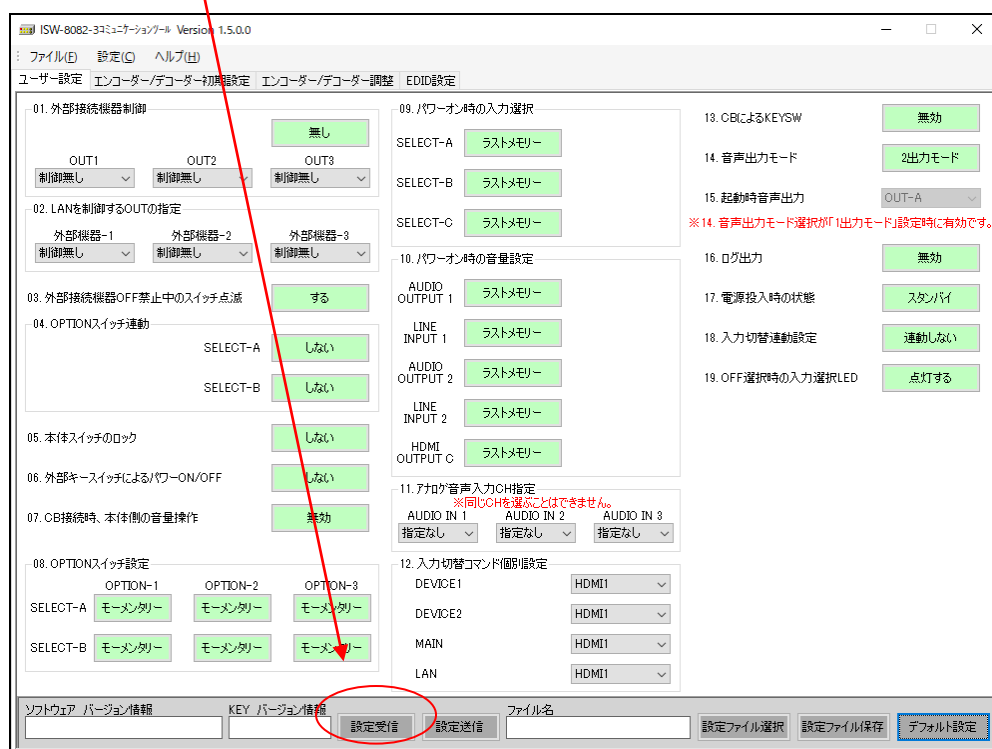 ISW-8082-3ｺﾐｭﾆｹｰｼｮﾝﾂｰﾙ Version 1.5.0.0
ファイル(F) 設定(C) ヘルプ(H)
ユーザー設定 エンコーダー/デコーダー初期設定 エンコーダー/デコーダー調整 EDID設定
01. 外部接続機器制御
無し
OUT1 OUT2 OUT3
制御無し 制御無し 制御無し
02. LANを制御するOUTの指定
外部機器-1 外部機器-2 外部機器-3
制御無し 制御無し 制御無し
03. 外部接続機器OFF禁止中のスイッチ点滅 する
04. OPTIONスイッチ連動
SELECT-A しない
SELECT-B しない
05. 本体スイッチのロック しない
06. 外部キースイッチによるパワーON/OFF しない
07. CB接続時、本体側の音量操作 無効
08. OPTIONスイッチ設定
OPTION-1 OPTION-2 OPTION-3
SELECT-A モーメンタリー モーメンタリー モーメンタリー
SELECT-B モーメンタリー モーメンタリー モーメンタリー
09. パワーオン時の入力選択
SELECT-A ラストメモリー
SELECT-B ラストメモリー
SELECT-C ラストメモリー
10. パワーオン時の音量設定
AUDIO
OUTPUT 1 ラストメモリー
LINE
INPUT 1 ラストメモリー
AUDIO
OUTPUT 2 ラストメモリー
LINE
INPUT 2 ラストメモリー
HDMI
OUTPUT C ラストメモリー
11. アナログ音声入力CH指定
※同じCHを選ぶことはできません。
AUDIO IN 1 AUDIO IN 2 AUDIO IN 3
指定なし 指定なし 指定なし
12. 入力切替コマンド個別設定
DEVICE1 HDMI1
DEVICE2 HDMI1
MAIN HDMI1
LAN HDMI1
13. CBによるKEYSW 無効
14. 音声出力モード 2出力モード
15. 起動時音声出力 OUT-A
※14. 音声出力モード選択が「1出力モード」設定時に有効です。
16. ログ出力 無効
17. 電源投入時の状態 スタンバイ
18. 入力切替連動設定 連動しない
19. OFF選択時の入力選択LED 点灯する
ソフトウェア バージョン情報 KEY バージョン情報 ファイル名
設定受信 設定送信 設定ファイル選択 設定ファイル保存 デフォルト設定